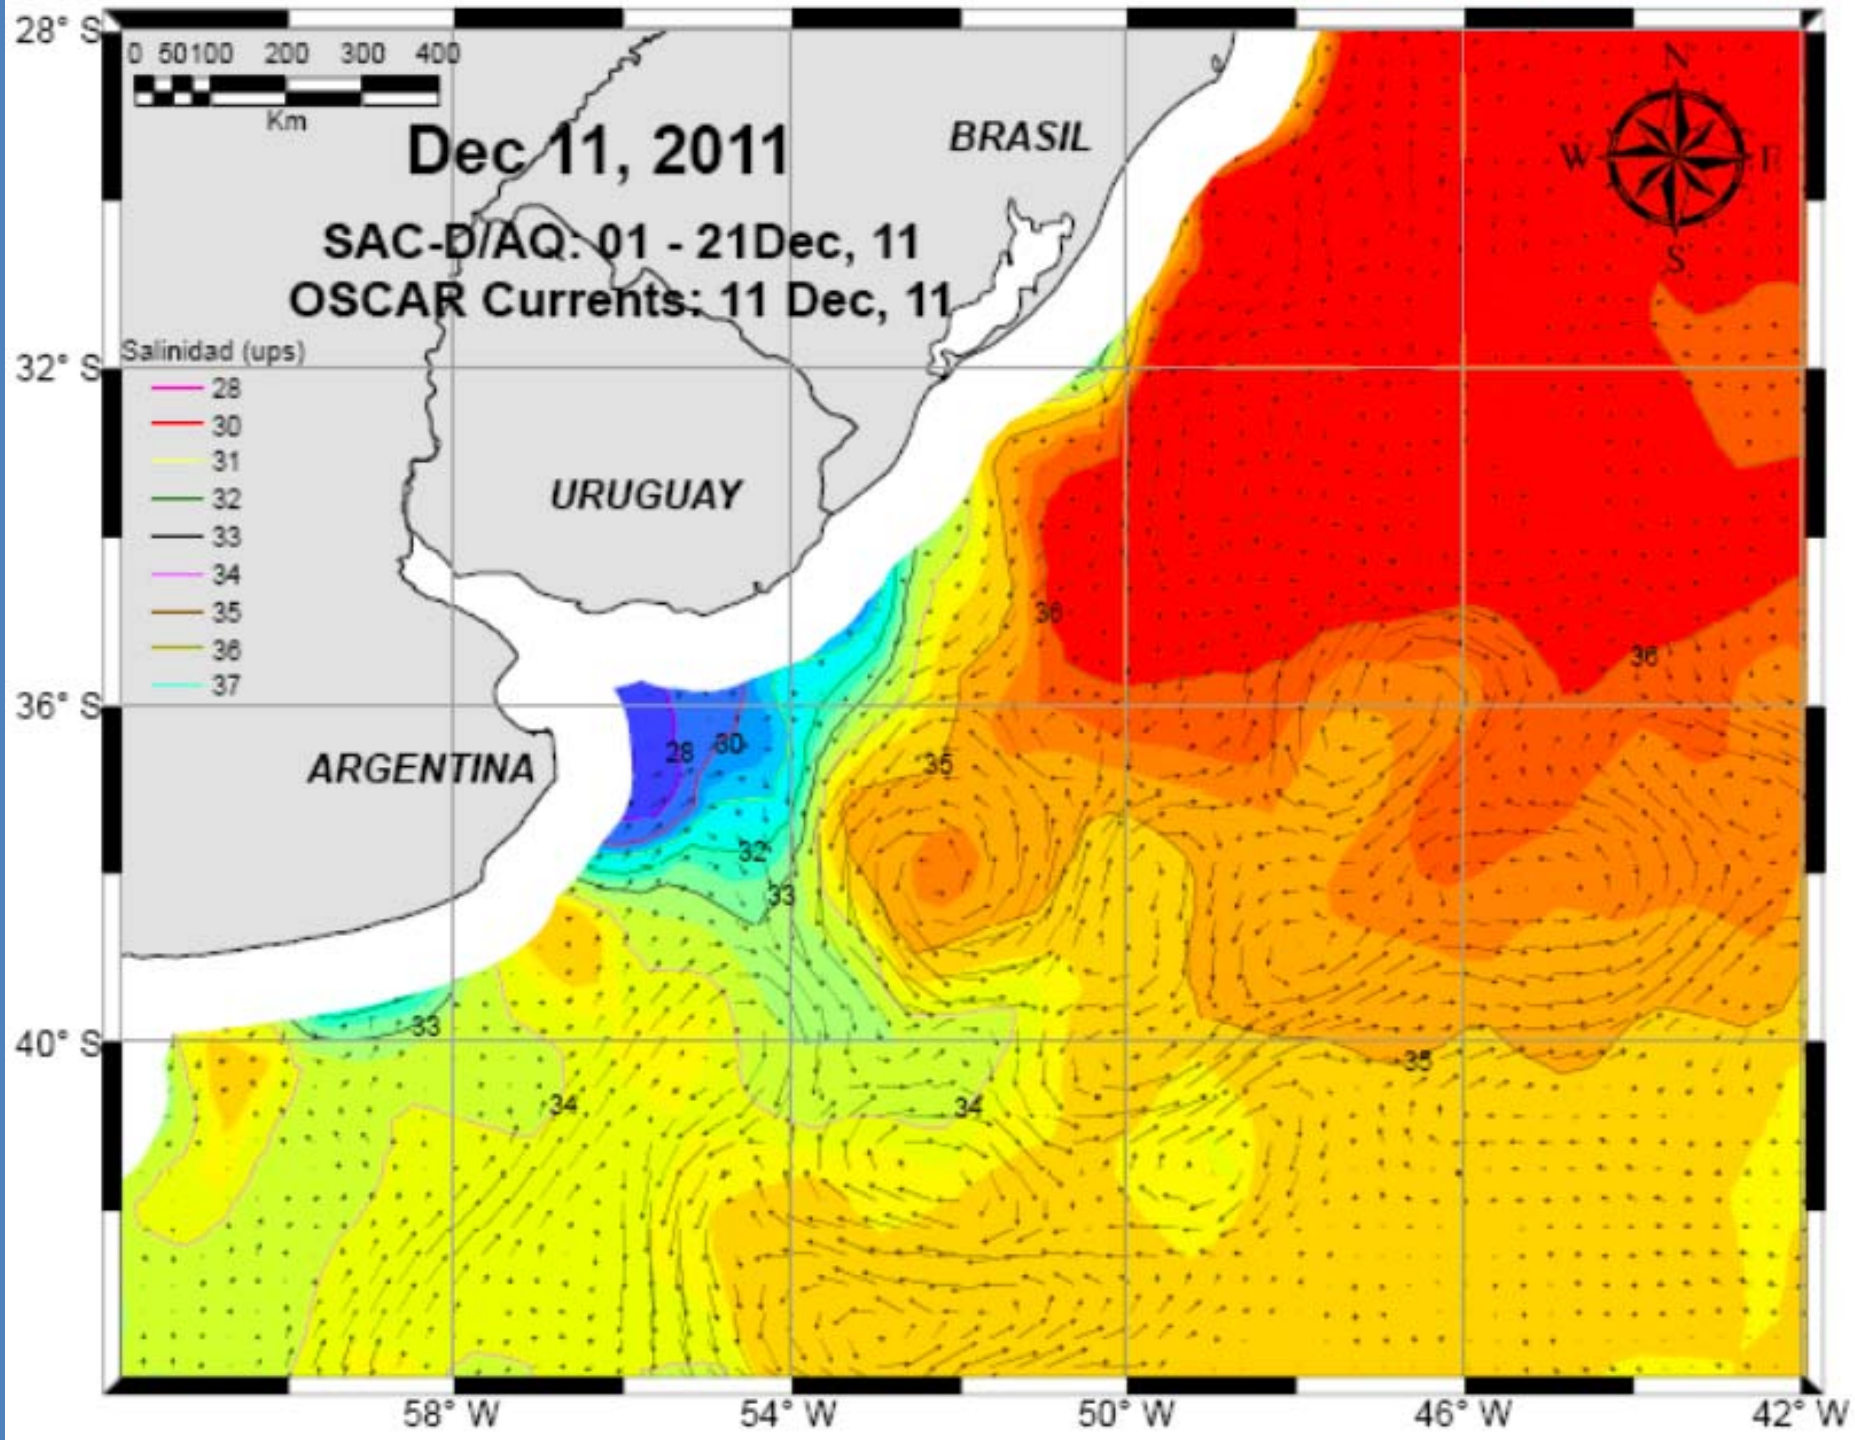 28° S
0 50 100 200 300 400
Km
Dec 11, 2011
BRASIL
N
W E
S
SAC-D/AQ: 01 - 21Dec, 11
OSCAR Currents: 11 Dec, 11
32° S
Salinidad (ups)
28
30
31
32
33
34
35
36
37
URUGUAY
36
36
36° S
ARGENTINA
28
30
35
32
33
33
40° S
35
34
34
58° W
54° W
50° W
46° W
42° W